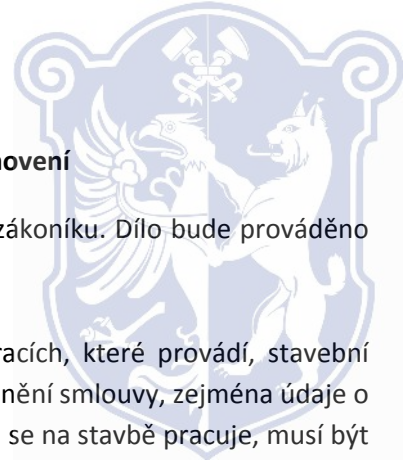 novení
zákoníku. Dílo bude prováděno
racích, které provádí, stavební
nění smlouvy, zejména údaje o
se na stavbě pracuje, musí být